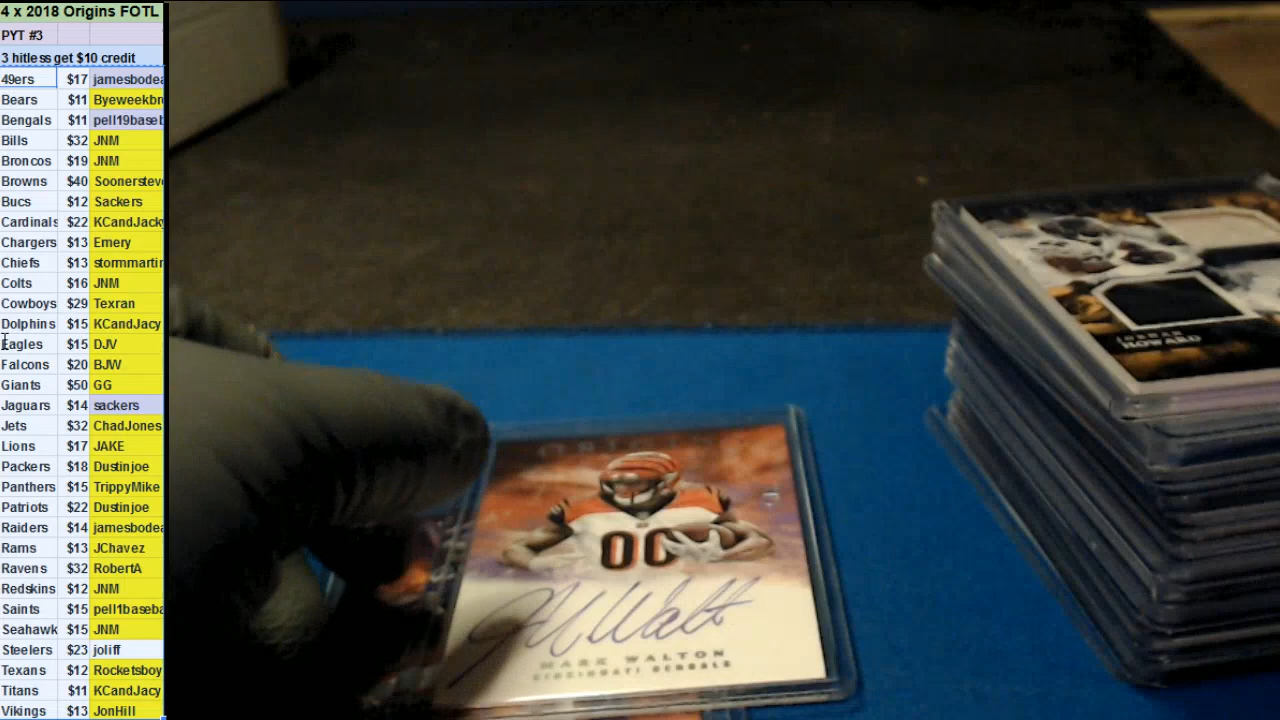 4 x 2018 Origins FOTL
PYT #3
3 hitless get $10 credit
49ers $17 jamesbodea
Bears $11 Byeweekbr
Bengals $11 pell19baseb
Bills $32 JNM
Broncos $19 JNM
Browns $40 Soonersteve
Bucs $12 Sackers
Cardinals $22 KCandJacky
Chargers $13 Emery
Chiefs $13 stormmartin
Colts $16 JNM
Cowboys $29 Texran
Dolphins $15 KCandJacy
Eagles $15 DJV
Falcons $20 BJW
Giants $50 GG
Jaguars $14 sackers
Jets $32 ChadJones
Lions $17 JAKE
Packers $18 Dustinjoe
Panthers $15 TrippyMike
Patriots $22 Dustinjoe
Raiders $14 jamesbodea
Rams $13 JChavez
Ravens $32 RobertA
Redskins $12 JNM
Saints $15 pell1baseba
Seahawk $15 JNM
Steelers $23 joliff
Texans $12 Rocketsboy
Titans $11 KCandJacy
Vikings $13 JonHill
JORDAN
HOWARD
ORIGINS
00
MARK WALTON
CINCINNATI BENGALS